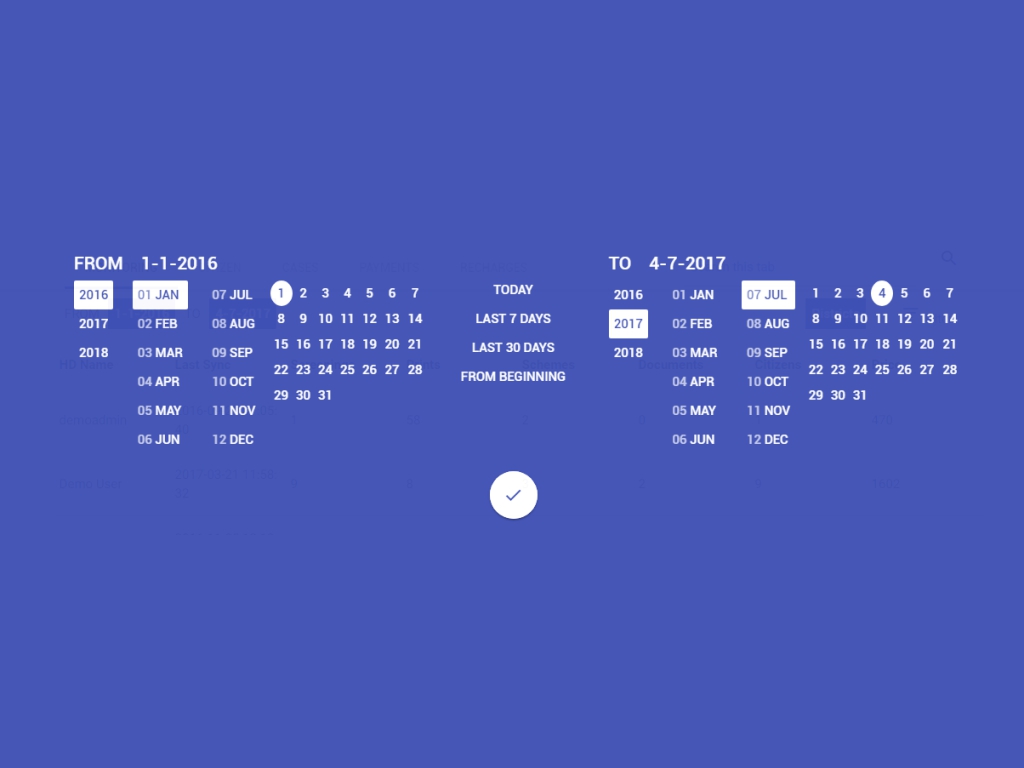 FROM 1-1-2016
2016
2017
2018
01 JAN
02 FEB
03 MAR
04 APR
05 MAY
06 JUN
07 JUL
08 AUG
09 SEP
10 OCT
11 NOV
12 DEC
1 2 3 4 5 6 7
8 9 10 11 12 13 14
15 16 17 18 19 20 21
22 23 24 25 26 27 28
29 30 31
TODAY
LAST 7 DAYS
LAST 30 DAYS
FROM BEGINNING
TO 4-7-2017
2016
2017
2018
01 JAN
02 FEB
03 MAR
04 APR
05 MAY
06 JUN
07 JUL
08 AUG
09 SEP
10 OCT
11 NOV
12 DEC
1 2 3 4 5 6 7
8 9 10 11 12 13 14
15 16 17 18 19 20 21
22 23 24 25 26 27 28
29 30 31